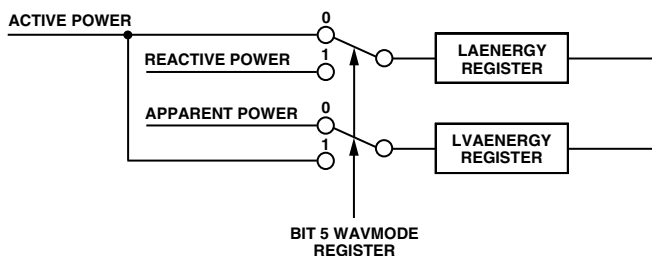 ACTIVE POWER
0
REACTIVE POWER
1
LAENERGY
REGISTER
APPARENT POWER
0
1
LVAENERGY
REGISTER
BIT 5 WAVMODE
REGISTER